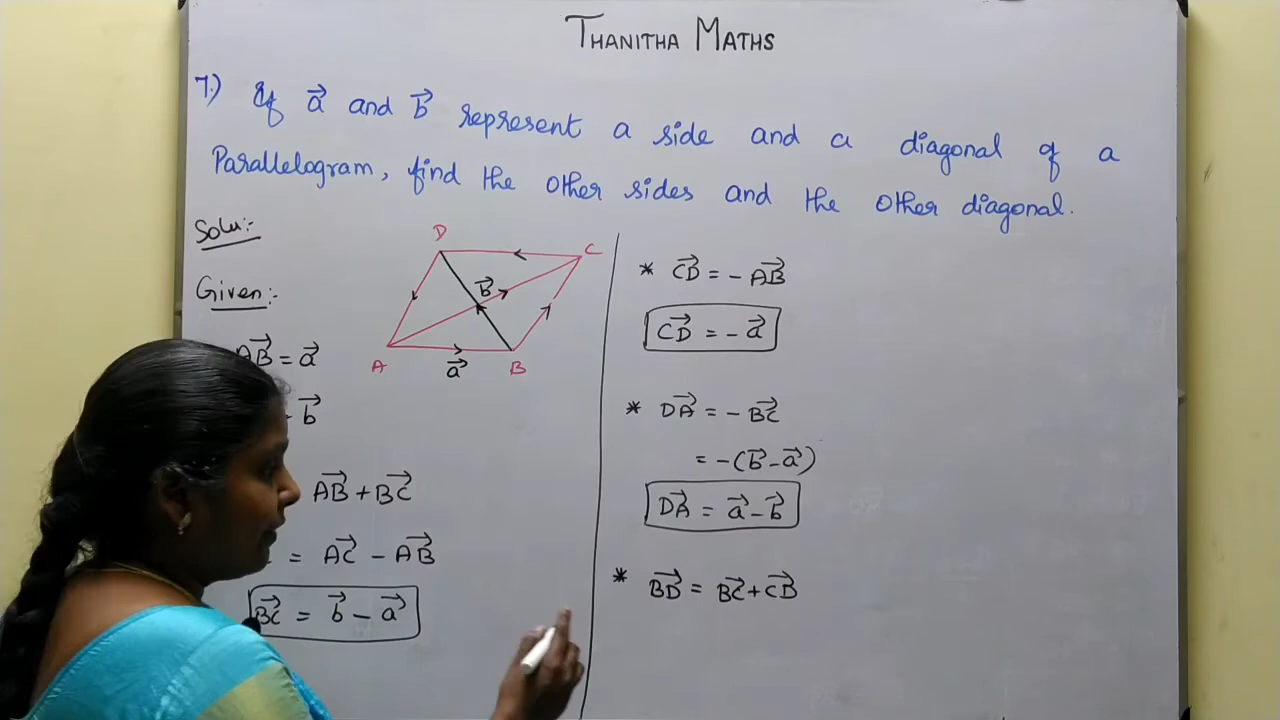 THANITHA MATHS
7.) If a⃗ and b⃗ represent a side and a diagonal of a
Parallelogram, find the other sides and the other diagonal.
Solu:-
Given:-
AB⃗ = a⃗
b⃗
AB⃗ + BC⃗
= AC⃗ - AB⃗
BC⃗ = b⃗ - a⃗
D
C
b⃗
A
a⃗
B
* CD⃗ = - AB⃗
CD⃗ = - a⃗
* DA⃗ = - BC⃗
= -(b⃗ - a⃗)
DA⃗ = a⃗ - b⃗
* BD⃗ = BC⃗ + CD⃗